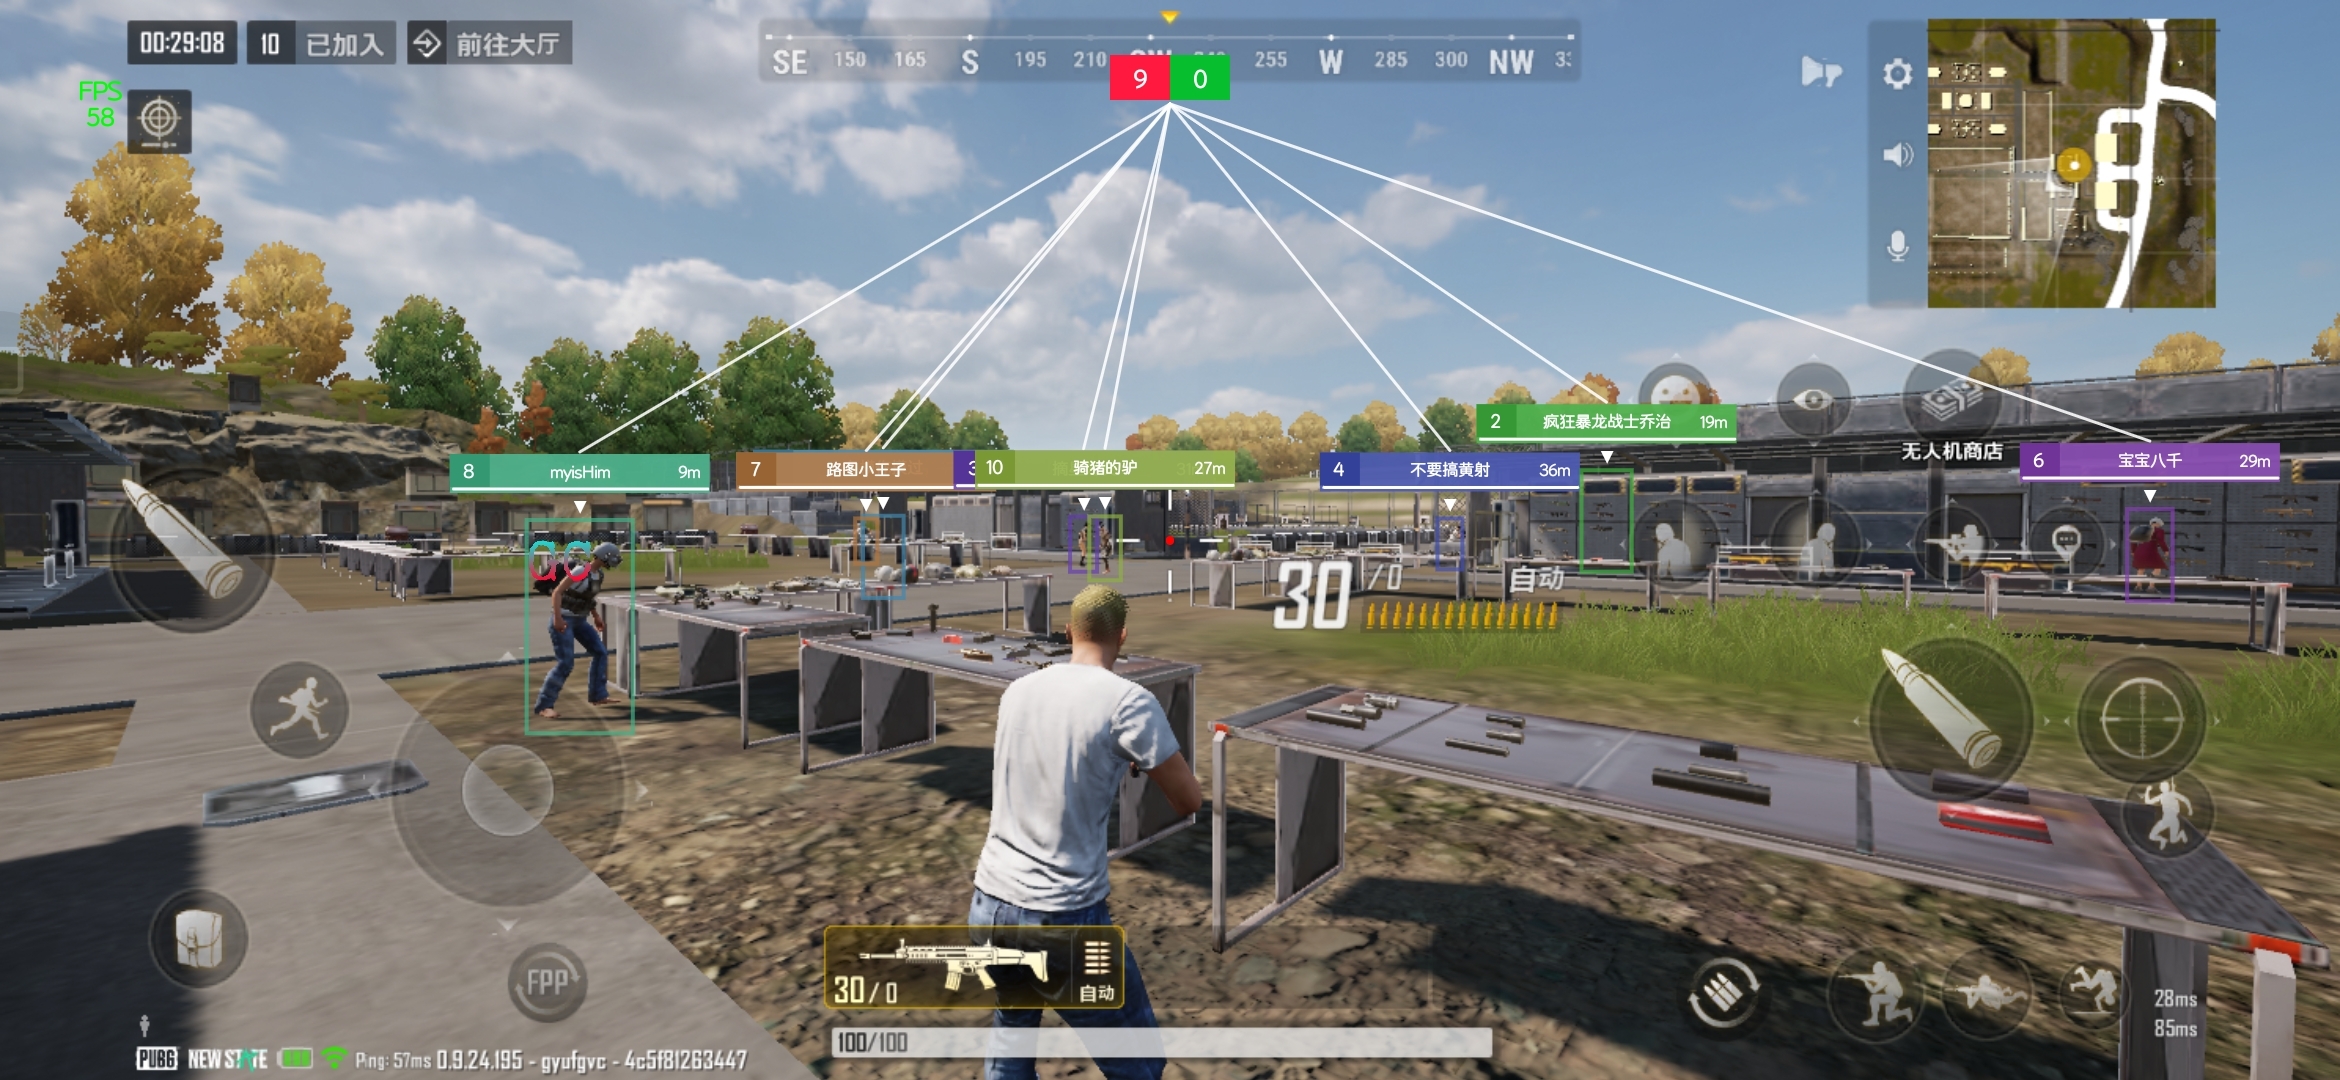 00:29:08 10 已加入 前往大厅
SE 150 165 S 195 210 SW 240 255 W 285 300 NW
9 0
FPS
58
2 疯狂暴龙战士乔治 19m
无人机商店
8 myisHim 9m
7 路图小王子
3
10 骑猪的驴 27m
4 不要搞黄射 36m
6 宝宝八千 29m
GG
30/0 自动
FPP
30/0 自动
28ms
85ms
100/100
PUBG NEW STATE Ping: 57ms 0.9.24.195 - gyufgvc - 4c5f81263447